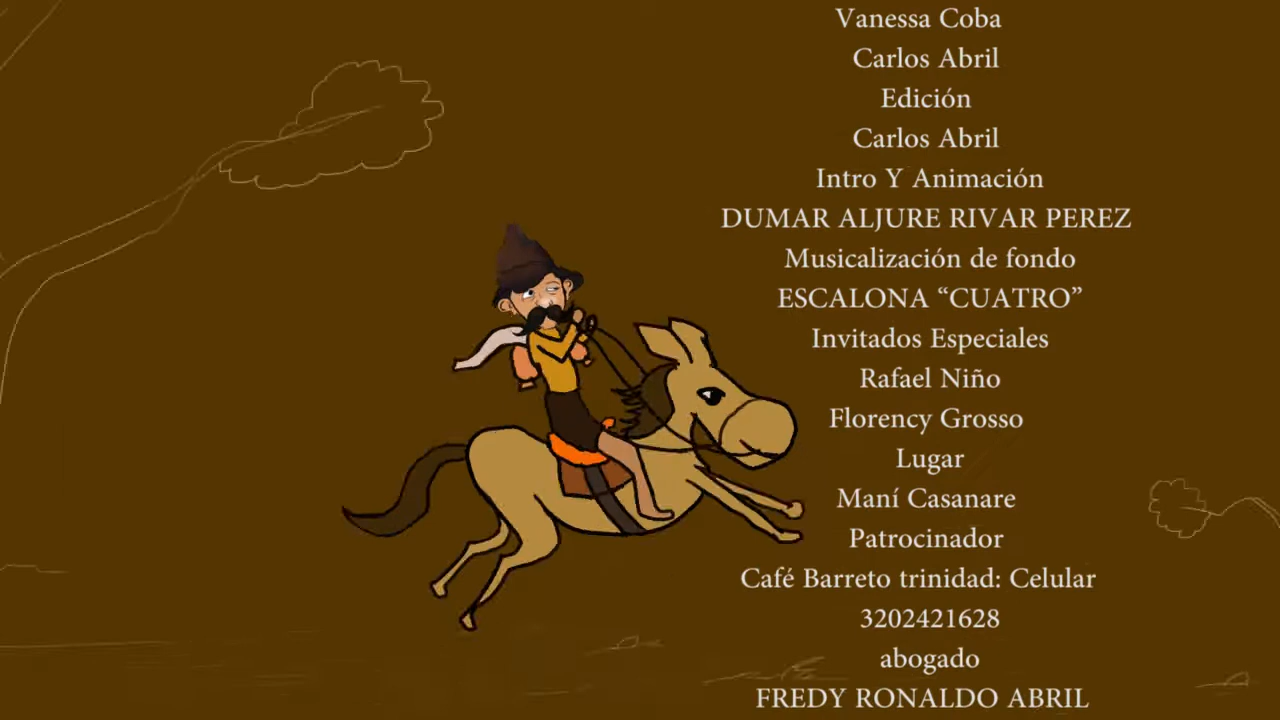 Vanessa Coba
Carlos Abril
Edición
Carlos Abril
Intro Y Animación
DUMAR ALJURE RIVAR PEREZ
Musicalización de fondo
ESCALONA “CUATRO”
Invitados Especiales
Rafael Niño
Florency Grosso
Lugar
Maní Casanare
Patrocinador
Café Barreto trinidad: Celular
3202421628
abogado
FREDY RONALDO ABRIL